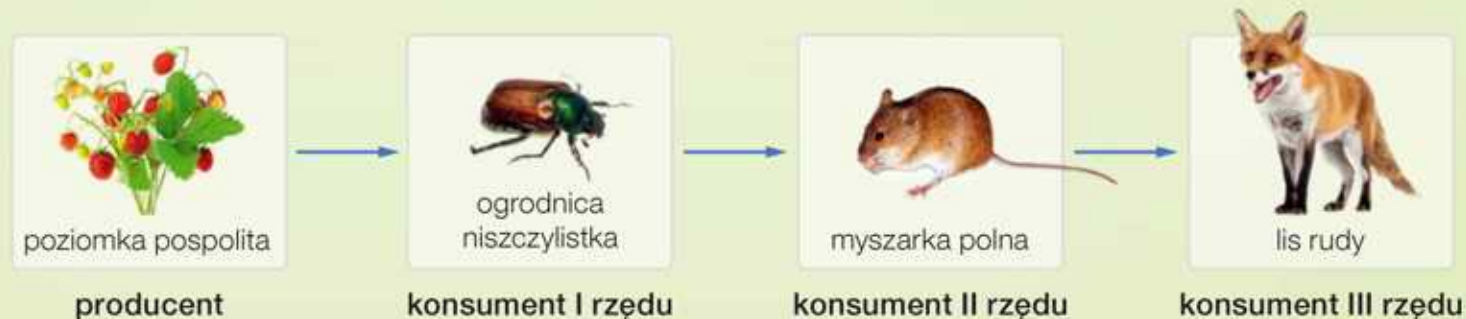 poziomka pospolita
ogrodnica
niszczylistka
myszarka polna
lis rudy
producent
konsument I rzędu
konsument II rzędu
konsument III rzędu